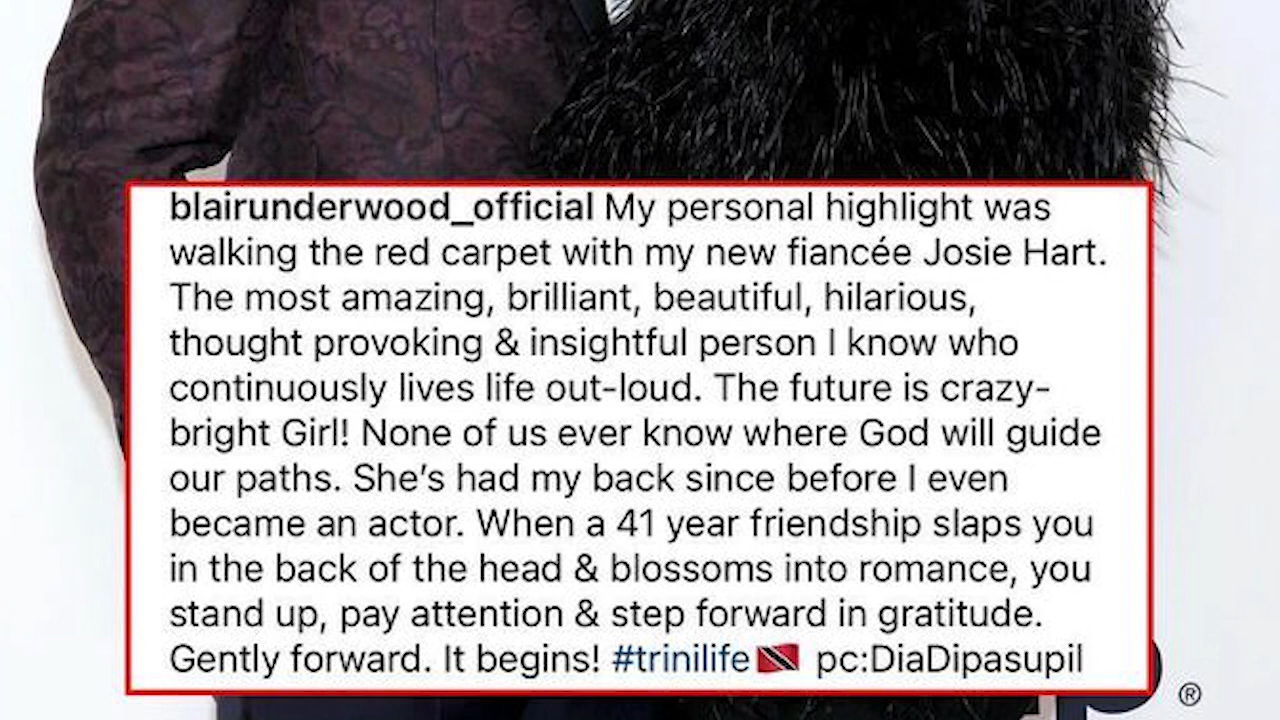 blairunderwood_official My personal highlight was
walking the red carpet with my new fiancée Josie Hart.
The most amazing, brilliant, beautiful, hilarious,
thought provoking & insightful person I know who
continuously lives life out-loud. The future is crazy-
bright Girl! None of us ever know where God will guide
our paths. She’s had my back since before I even
became an actor. When a 41 year friendship slaps you
in the back of the head & blossoms into romance, you
stand up, pay attention & step forward in gratitude.
Gently forward. It begins! #trinilife🇹🇹 pc:DiaDipasupil
®